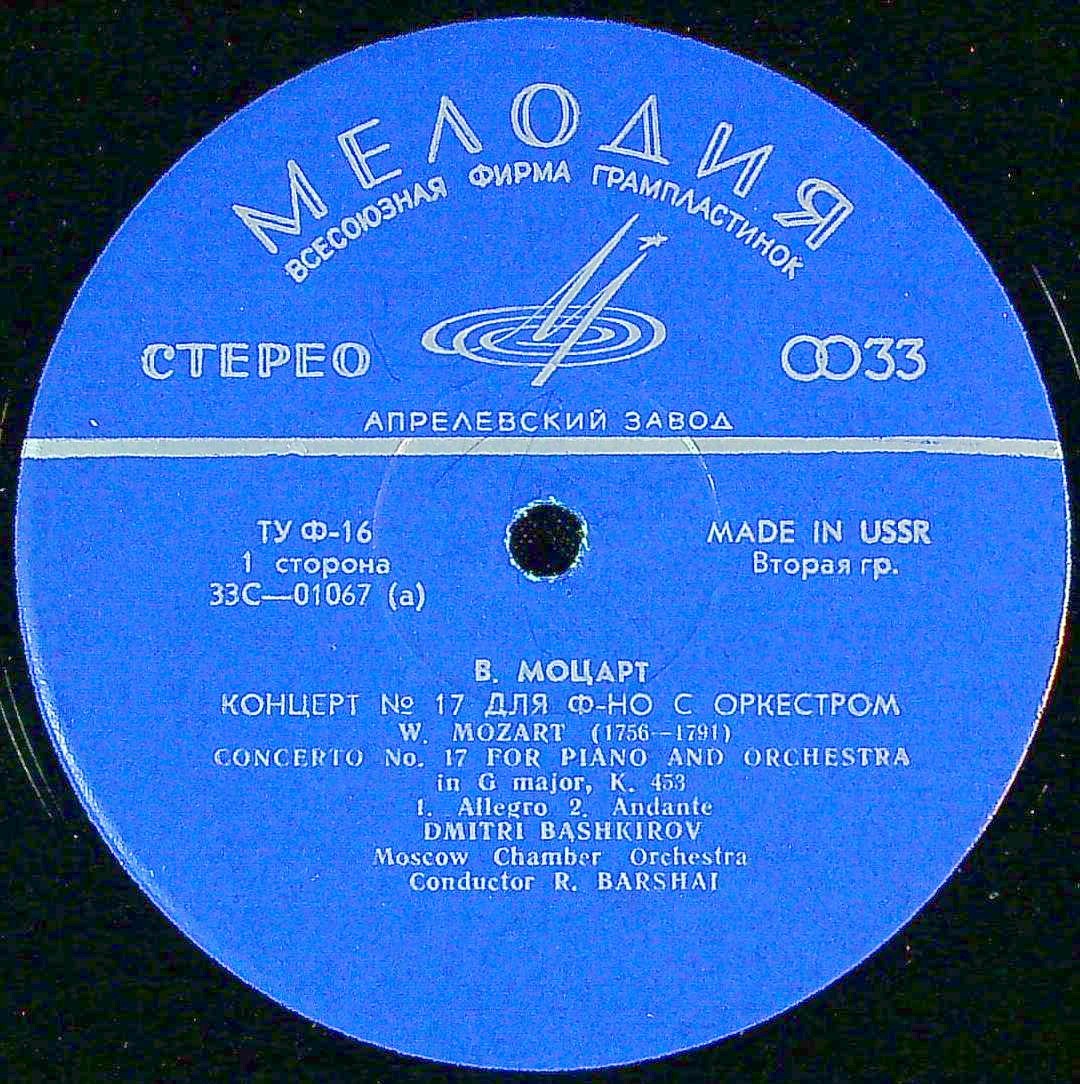 МЕЛОДИЯ
ВСЕСОЮЗНАЯ ФИРМА ГРАМПЛАСТИНОК
СТЕРЕО
33
АПРЕЛЕВСКИЙ ЗАВОД
ТУ Ф-16
MADE IN USSR
1 сторона
Вторая гр.
33С—01067 (а)
В. МОЦАРТ
КОНЦЕРТ № 17 ДЛЯ Ф-НО С ОРКЕСТРОМ
W. MOZART (1756—1791)
CONCERTO No. 17 FOR PIANO AND ORCHESTRA
in G major, K. 453
1. Allegro 2. Andante
DMITRI BASHKIROV
Moscow Chamber Orchestra
Conductor R. BARSHAI